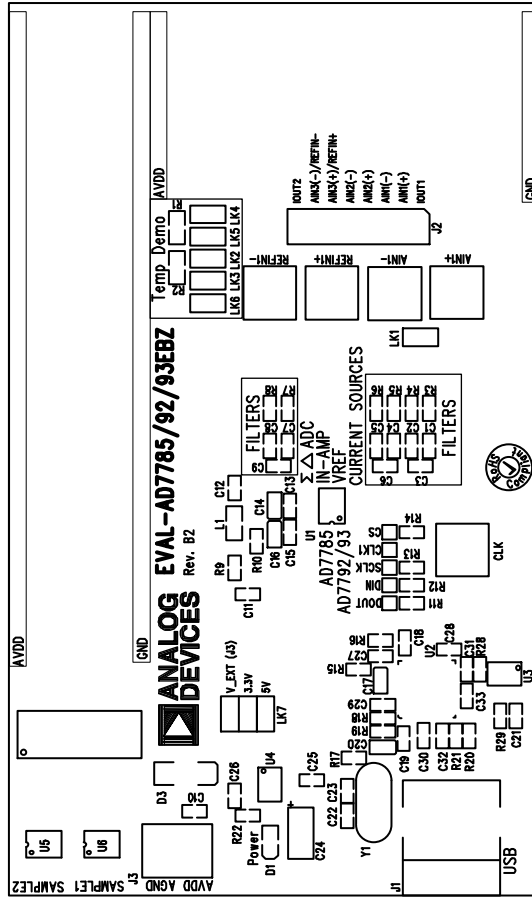 AVDD
GND
AVDD
GND
Temp Demo
R1
R2
LK4
LK5
LK2
LK3
LK6
IOUT2
AIN3(-)/REFIN-
AIN3(+)/REFIN+
AIN2(-)
AIN2(+)
AIN1(-)
AIN1(+)
IOUT1
J2
REFIN1-
REFIN1+
AIN1-
AIN1+
LK1
EVAL-AD7785/92/93EBZ
Rev. B2
ANALOG
DEVICES
FILTERS
R8
R7
C8
C7
C9
Σ△ ADC
IN-AMP
VREF
CURRENT SOURCES
R6
R5
R4
R3
C5
C4
C2
C1
C6
C3
FILTERS
C12
L1
C14
C13
R10
C16
C15
R9
C11
U1
AD7785
AD7792/93
CS
CLK1
SCLK
DIN
DOUT
R14
R13
R12
R11
CLK
RoHS
Compliant
V_EXT (J3)
3.3V
5V
LK7
R16
C27
R15
C17
C18
U2
C28
C31
R28
U3
C33
C29
R18
R19
C20
C19
C30
C32
R21
R20
R29
C21
R17
D3
C10
C26
U4
R22
Power
D1
C25
+
C24
C23
C22
Y1
U5
U6
J3
SAMPLE2
SAMPLE1
AGND
AVDD
J1
USB